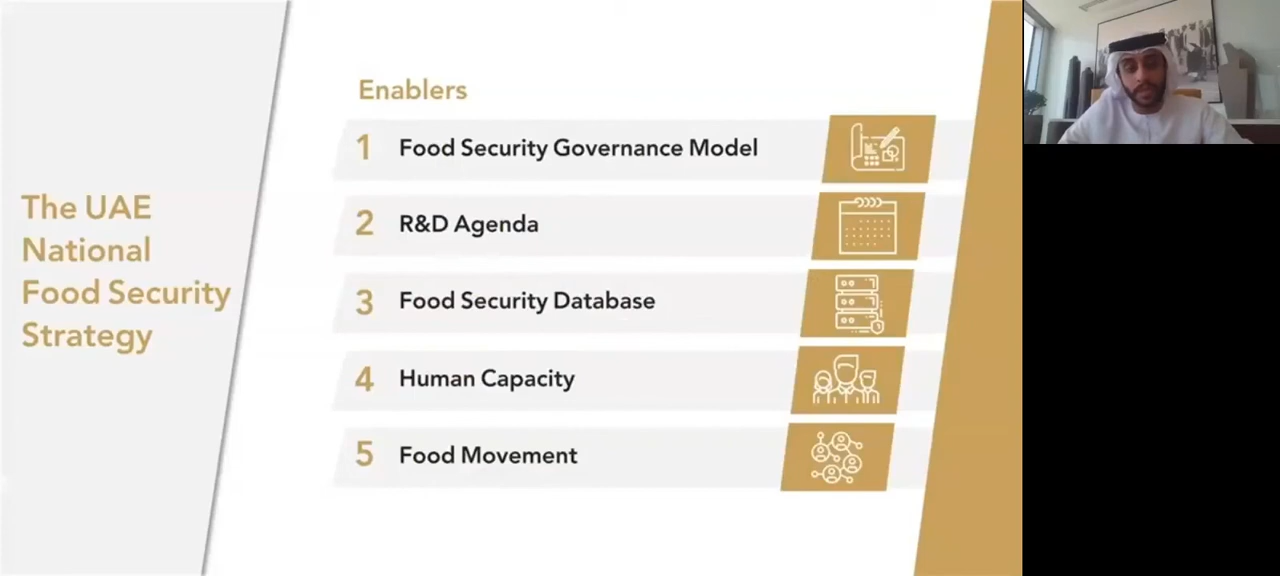 The UAE
National
Food Security
Strategy
Enablers
1 Food Security Governance Model
2 R&D Agenda
3 Food Security Database
4 Human Capacity
5 Food Movement